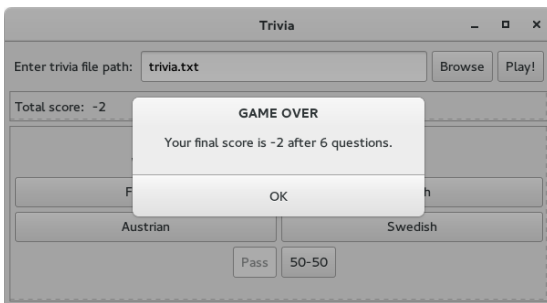 Trivia
Enter trivia file path: trivia.txt Browse Play!
Total score: -2
GAME OVER
Your final score is -2 after 6 questions.
OK
Austrian Swedish
Pass 50-50